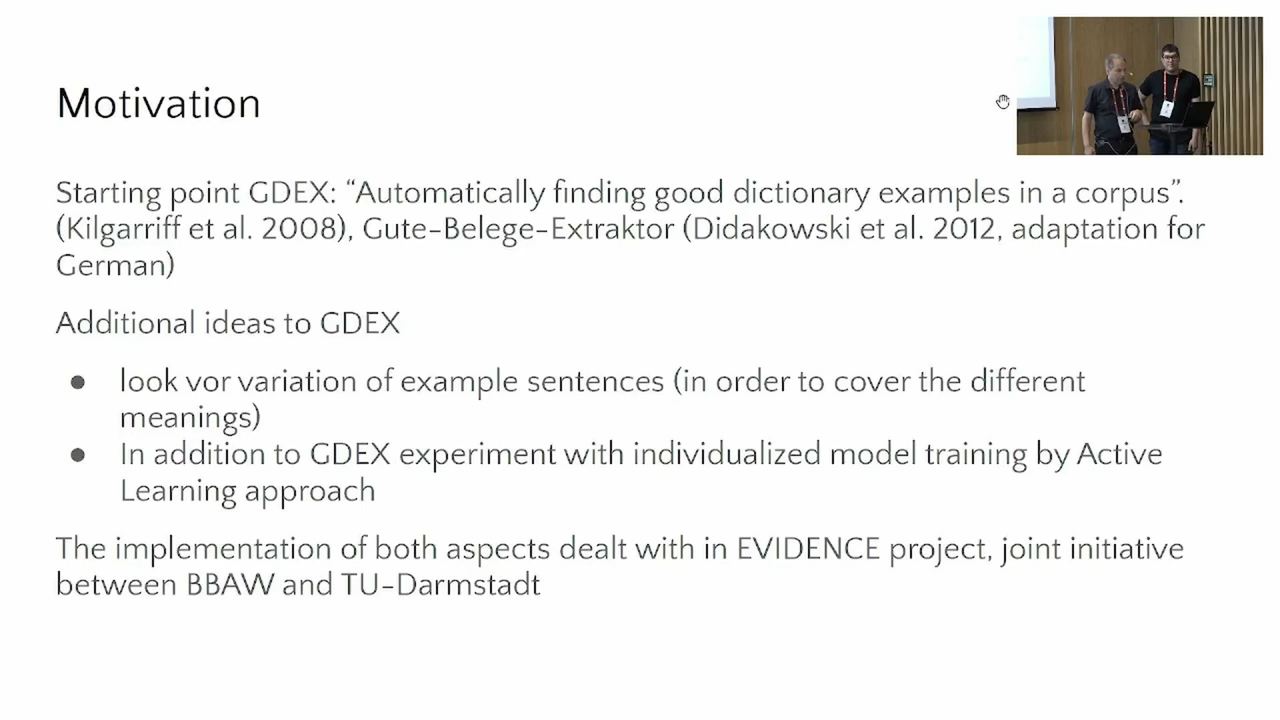 Motivation
Starting point GDEX: “Automatically finding good dictionary examples in a corpus”.
(Kilgarriff et al. 2008), Gute-Belege-Extraktor (Didakowski et al. 2012, adaptation for
German)
Additional ideas to GDEX
● look vor variation of example sentences (in order to cover the different
meanings)
● In addition to GDEX experiment with individualized model training by Active
Learning approach
The implementation of both aspects dealt with in EVIDENCE project, joint initiative
between BBAW and TU-Darmstadt